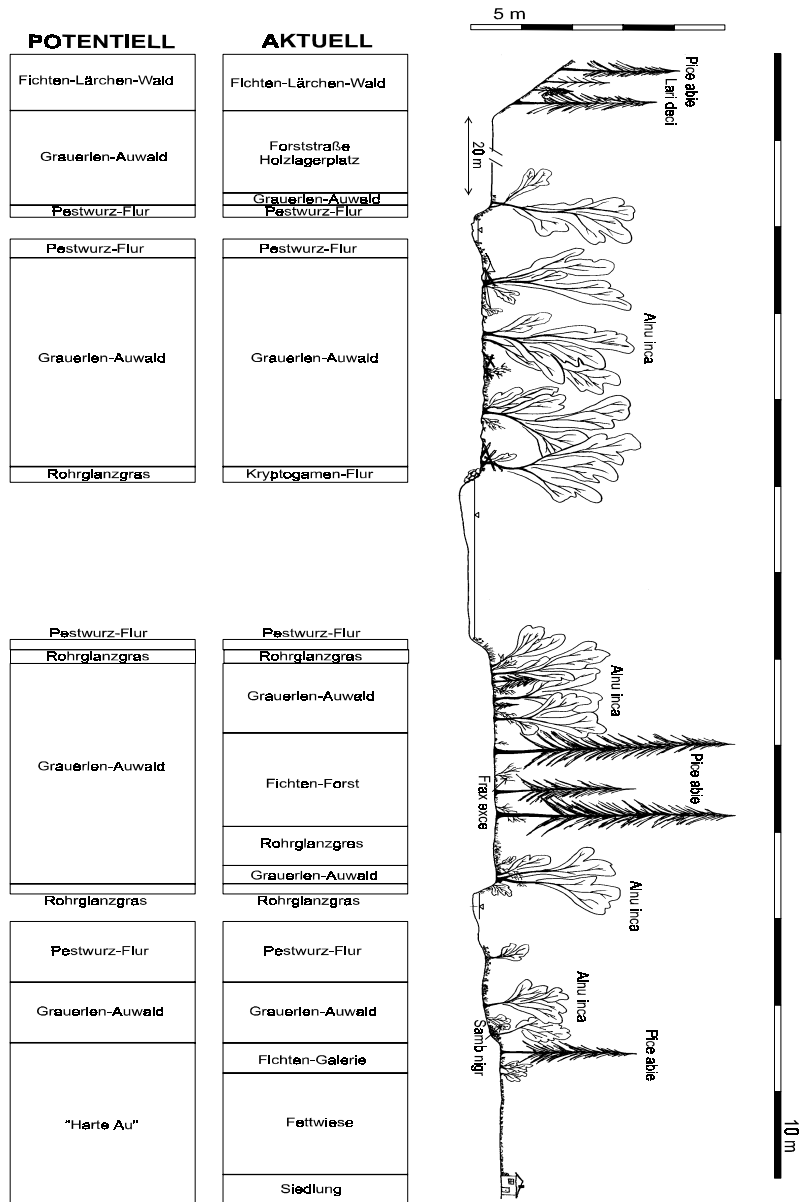 5 m
POTENTIELL
Fichten-Lärchen-Wald
Grauerlen-Auwald
Pestwurz-Flur
Pestwurz-Flur
Grauerlen-Auwald
Rohrglanzgras
Pestwurz-Flur
Rohrglanzgras
Grauerlen-Auwald
Rohrglanzgras
Pestwurz-Flur
Grauerlen-Auwald
"Harte Au"
AKTUELL
Fichten-Lärchen-Wald
Forststraße
Holzlagerplatz
Grauerlen-Auwald
Pestwurz-Flur
Pestwurz-Flur
Grauerlen-Auwald
Kryptogamen-Flur
Pestwurz-Flur
Rohrglanzgras
Grauerlen-Auwald
Fichten-Forst
Rohrglanzgras
Grauerlen-Auwald
Rohrglanzgras
Pestwurz-Flur
Grauerlen-Auwald
Fichten-Galerie
Fettwiese
Siedlung
Pice abie
Lari deci
20 m
Alnu inca
Alnu inca
Pice abie
Frax exce
Alnu inca
Alnu inca
Samb nigr
Pice abie
10 m